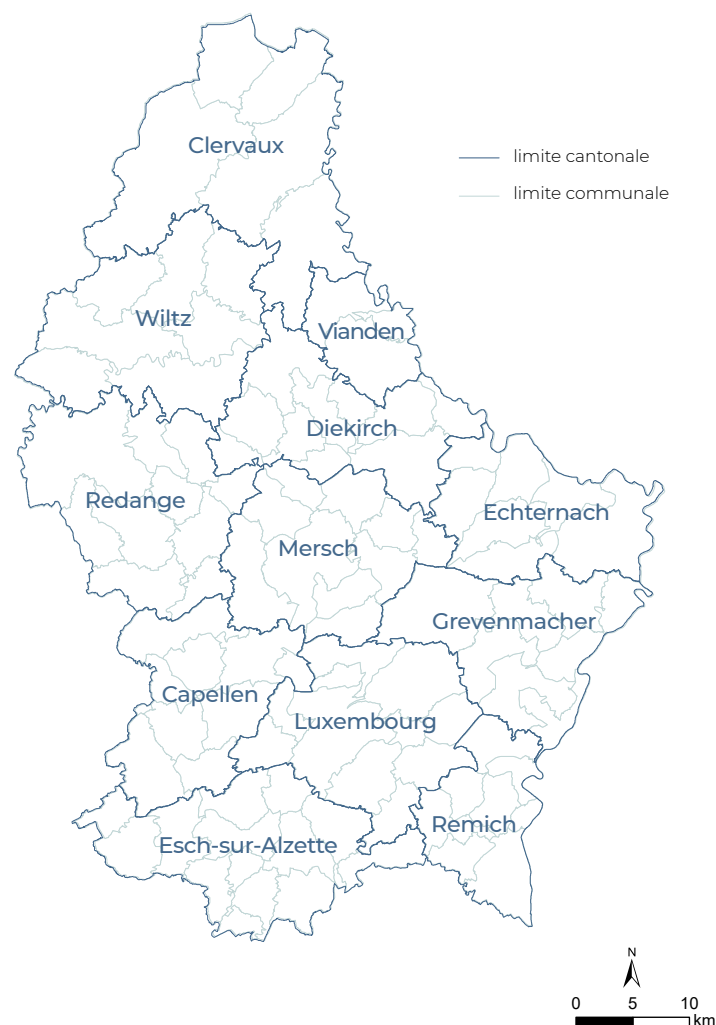 Clervaux
limite cantonale
limite communale
Wiltz
Vianden
Diekirch
Redange
Echternach
Mersch
Grevenmacher
Capellen
Luxembourg
Remich
Esch-sur-Alzette
N
0 5 10
km